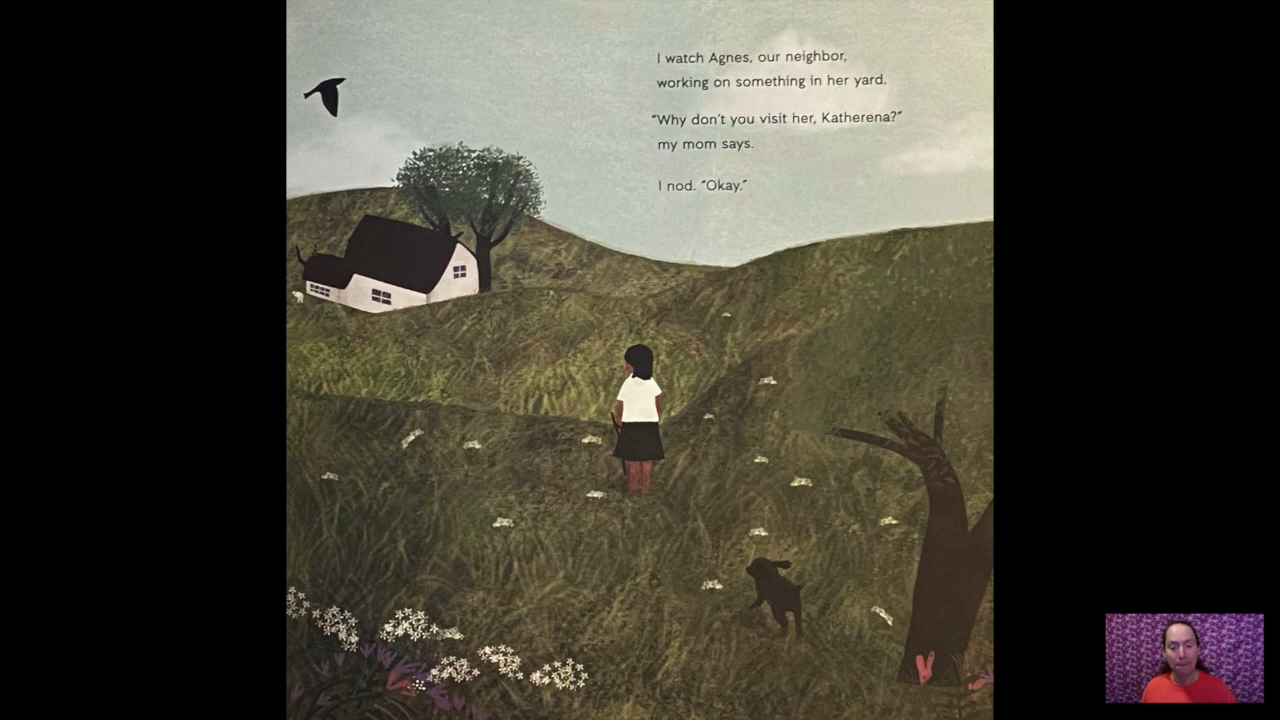 I watch Agnes, our neighbor,
working on something in her yard.
“Why don’t you visit her, Katherena?”
my mom says.
I nod. “Okay.”